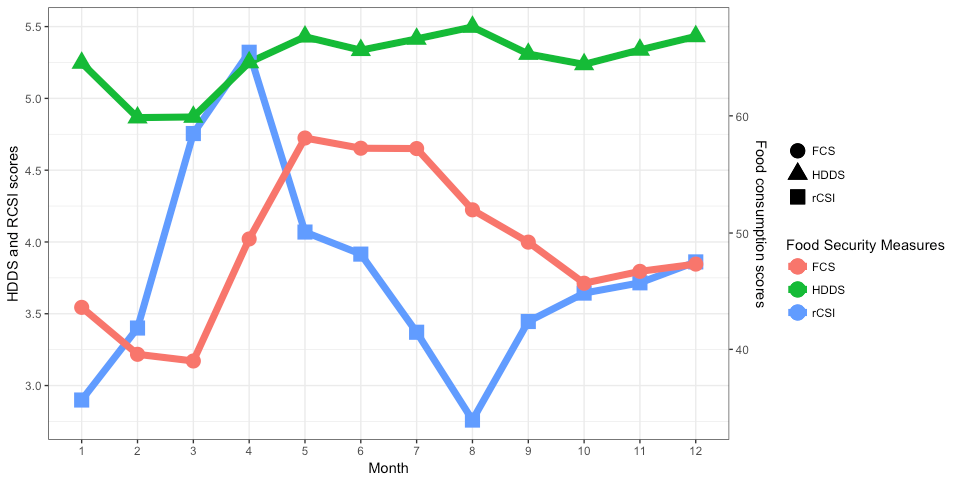 HDDS and RCSI scores
5.5
5.0
4.5
4.0
3.5
3.0
1 2 3 4 5 6 7 8 9 10 11 12
Month
60
50
40
Food consumption scores
FCS
HDDS
rCSI
Food Security Measures
FCS
HDDS
rCSI